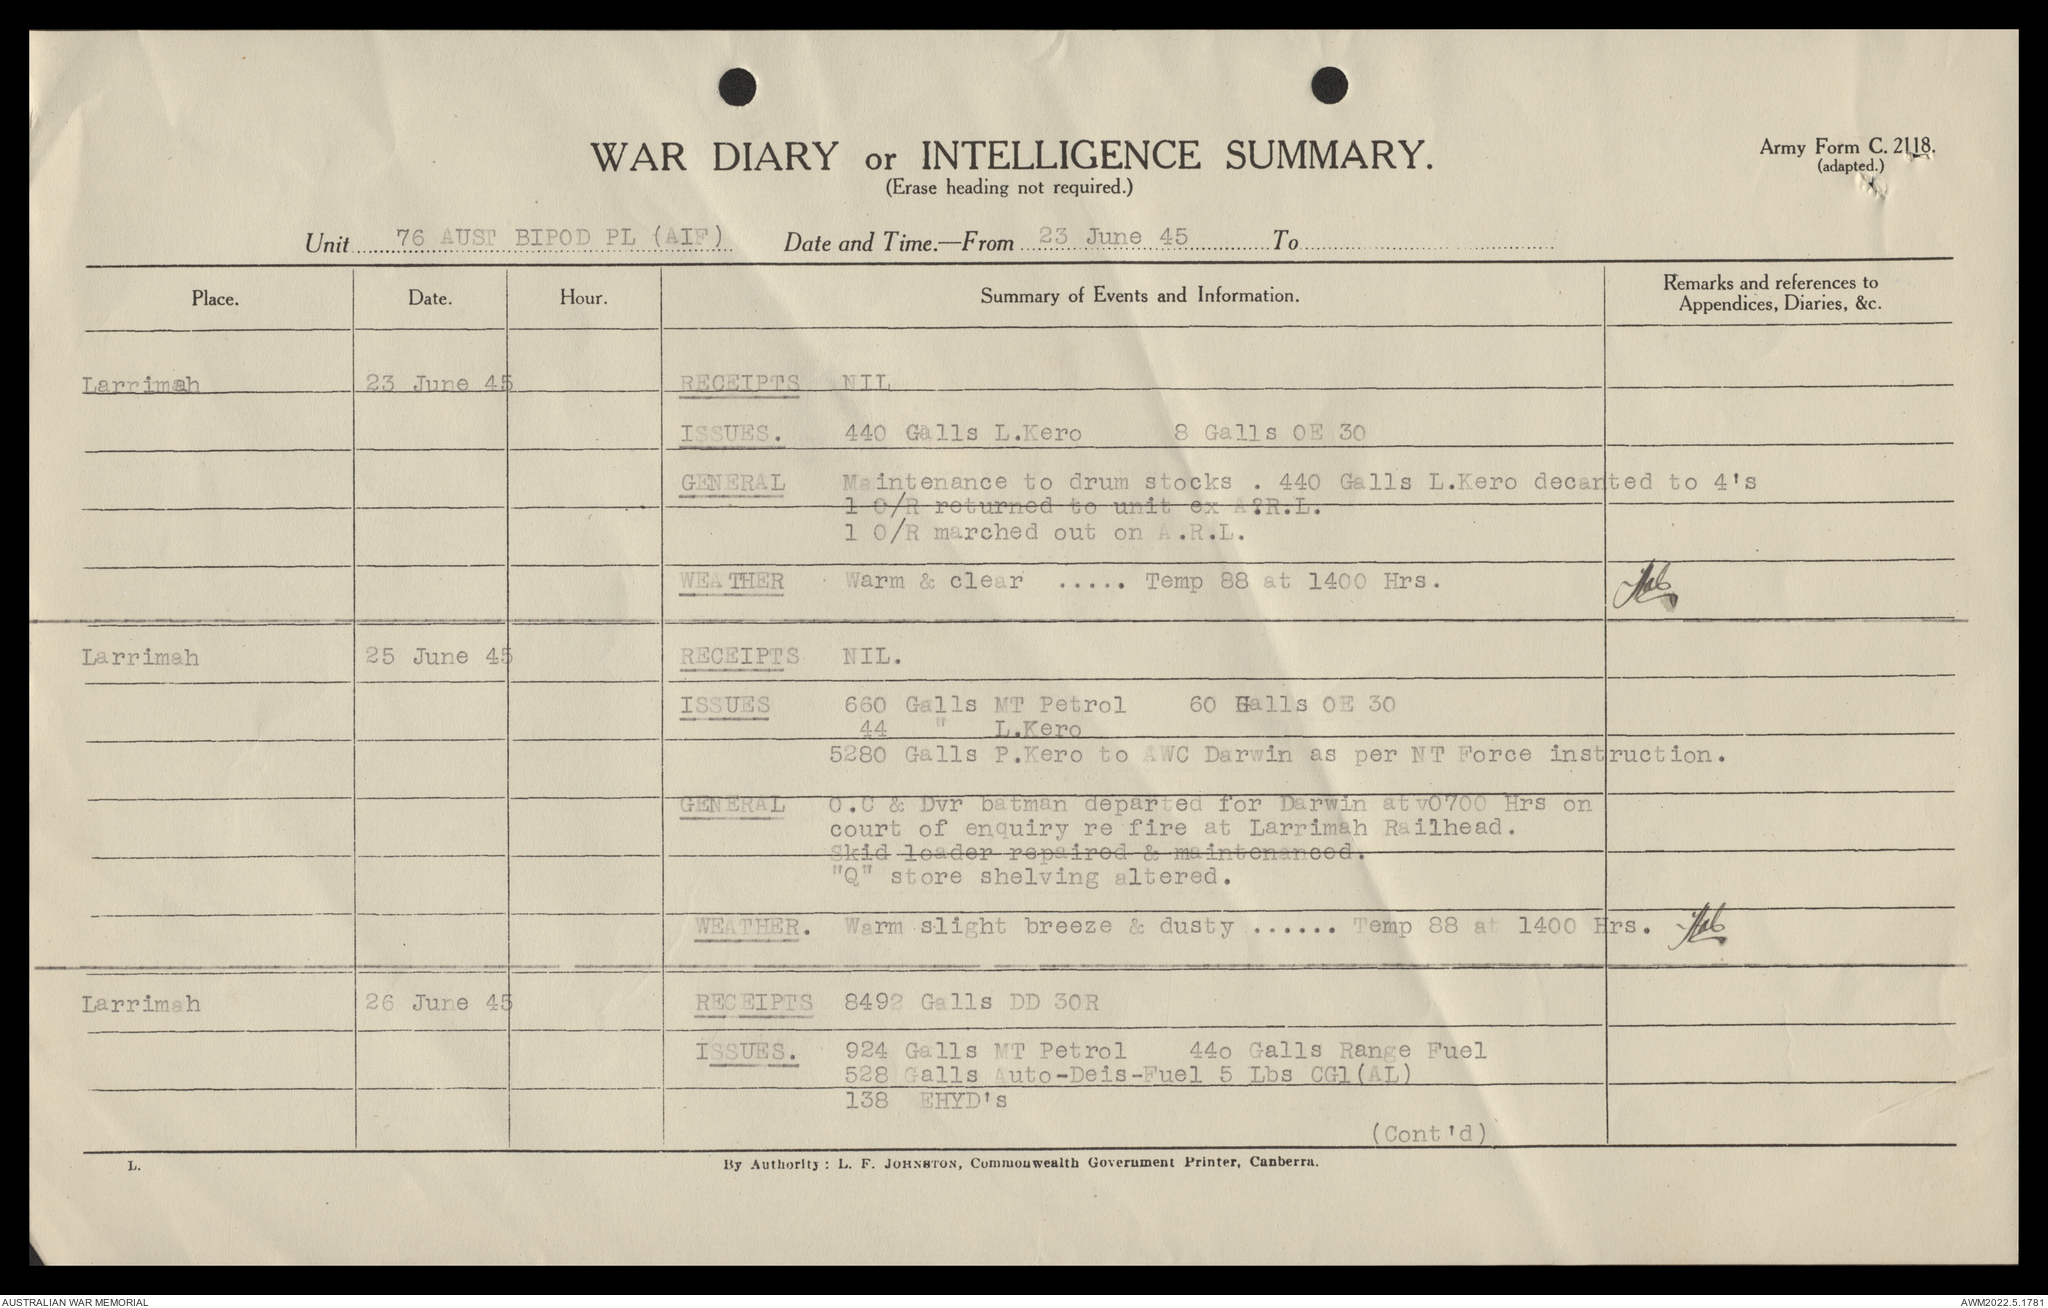 WAR DIARY or INTELLIGENCE SUMMARY.
(Erase heading not required.)
Army Form C. 2118.
(adapted.)
Unit 76 AUST BIPOD PL (AIF) Date and Time.—From 23 June 45 To
Place. Date. Hour. Summary of Events and Information. Remarks and references to Appendices, Diaries, &c.
Larrimah 23 June 45 RECEIPTS NIL
ISSUES. 440 Galls L.Kero 8 Galls OE 30
GENERAL Maintenance to drum stocks . 440 Galls L.Kero decanted to 4's
1 O/R returned to unit ex A?R.L.
1 O/R marched out on A.R.L.
WEATHER Warm & clear ..... Temp 88 at 1400 Hrs.
Larrimah 25 June 45 RECEIPTS NIL.
ISSUES 660 Galls MT Petrol 60 Galls OE 30
44 " L.Kero
5280 Galls P.Kero to AWC Darwin as per NT Force instruction.
GENERAL O.C & Dvr batman departed for Darwin atv0700 Hrs on
court of enquiry re fire at Larrimah Railhead.
Skid loader repaired & maintenanced.
"Q" store shelving altered.
WEATHER. Warm slight breeze & dusty ...... Temp 88 at 1400 Hrs.
Larrimah 26 June 45 RECEIPTS 8492 Galls DD 30R
ISSUES. 924 Galls MT Petrol 44o Galls Range Fuel
528 Galls Auto-Deis-Fuel 5 Lbs CG1(AL)
138 EHYD's
(Cont'd)
L. By Authority: L. F. JOHNSTON, Commonwealth Government Printer, Canberra.
AUSTRALIAN WAR MEMORIAL AWM2022.5.1781